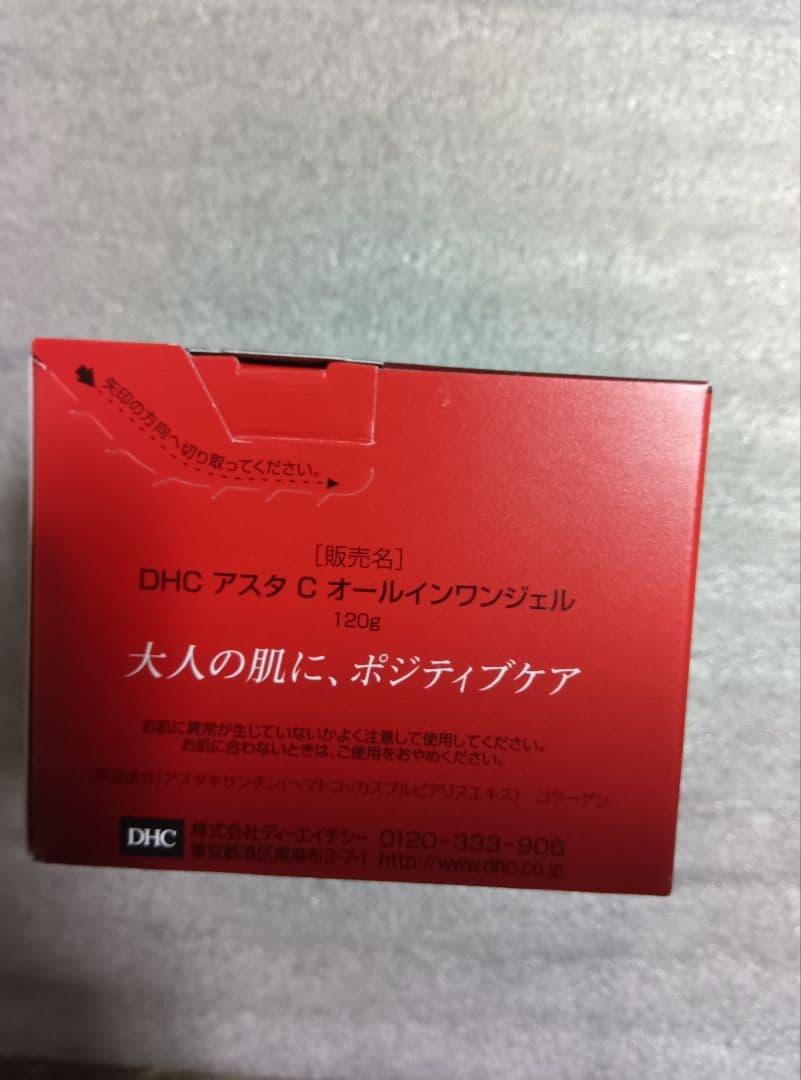 矢印の方向へ切り取ってください。
［販売名］
DHC アスタ C オールインワンジェル
120g
大人の肌に、ポジティブケア
お肌に異常が生じていないかよく注意して使用してください。
お肌に合わないときは、ご使用をおやめください。
［保湿成分］アスタキサンチン（ヘマトコッカスプルビアリスエキス） コラーゲン
DHC 株式会社ディーエイチシー 0120-333-906
東京都港区南麻布2-7-1 http://www.dhc.co.jp